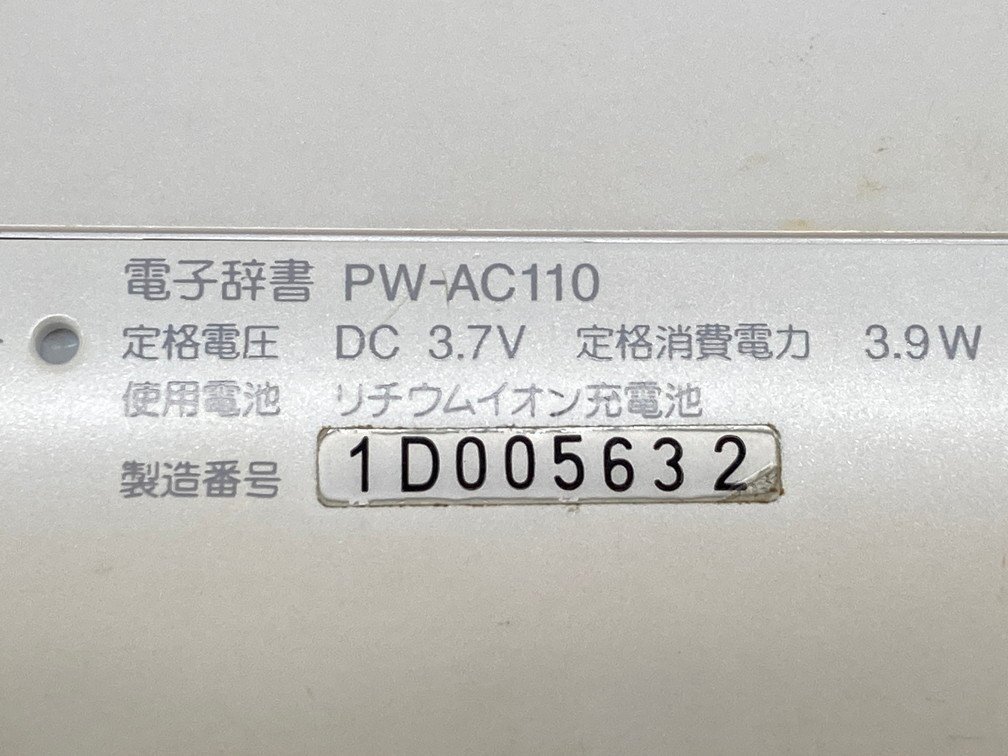 電子辞書 PW-AC110
定格電圧 DC 3.7V 定格消費電力 3.9W
使用電池 リチウムイオン充電池
製造番号 1D005632